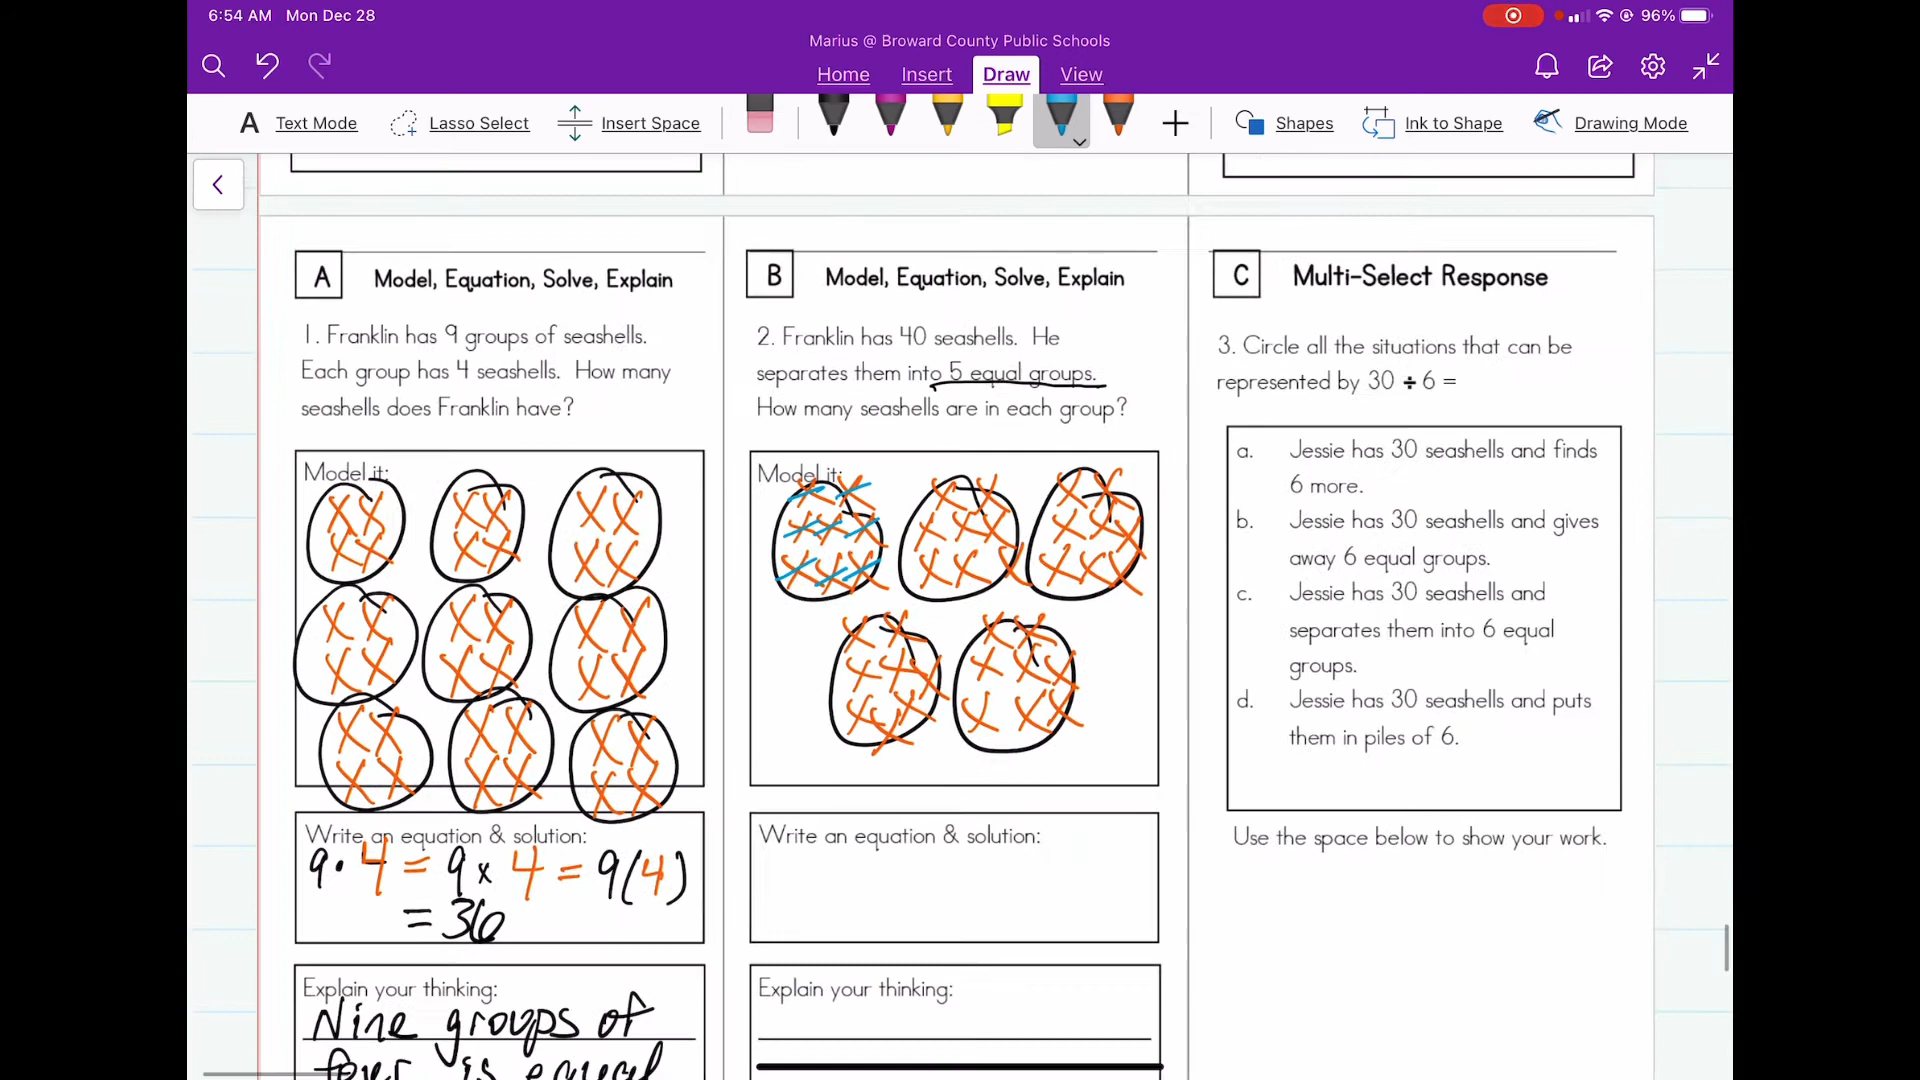 6:54 AM Mon Dec 28
96%
Marius @ Broward County Public Schools
Home Insert Draw View
A Text Mode Lasso Select Insert Space Shapes Ink to Shape Drawing Mode
A Model, Equation, Solve, Explain
1. Franklin has 9 groups of seashells.
Each group has 4 seashells. How many
seashells does Franklin have?
Model it:
Write an equation & solution:
9 · 4 = 9 x 4 = 9(4)
= 36
Explain your thinking:
Nine groups of
four is equal
B Model, Equation, Solve, Explain
2. Franklin has 40 seashells. He
separates them into 5 equal groups.
How many seashells are in each group?
Model it:
Write an equation & solution:
Explain your thinking:
C Multi-Select Response
3. Circle all the situations that can be
represented by 30 ÷ 6 =
a. Jessie has 30 seashells and finds
6 more.
b. Jessie has 30 seashells and gives
away 6 equal groups.
c. Jessie has 30 seashells and
separates them into 6 equal
groups.
d. Jessie has 30 seashells and puts
them in piles of 6.
Use the space below to show your work.